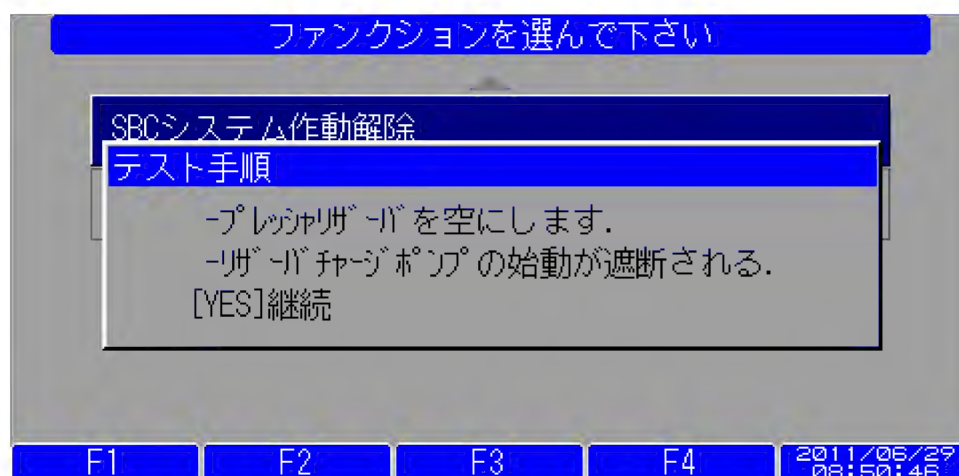 ファンクションを選んで下さい
SBCシステム作動解除
テスト手順
-プレッシャリザーバを空にします.
-リザーバチャージポンプの始動が遮断される.
[YES]継続
F1 F2 F3 F4 2011/06/29
08:50:46